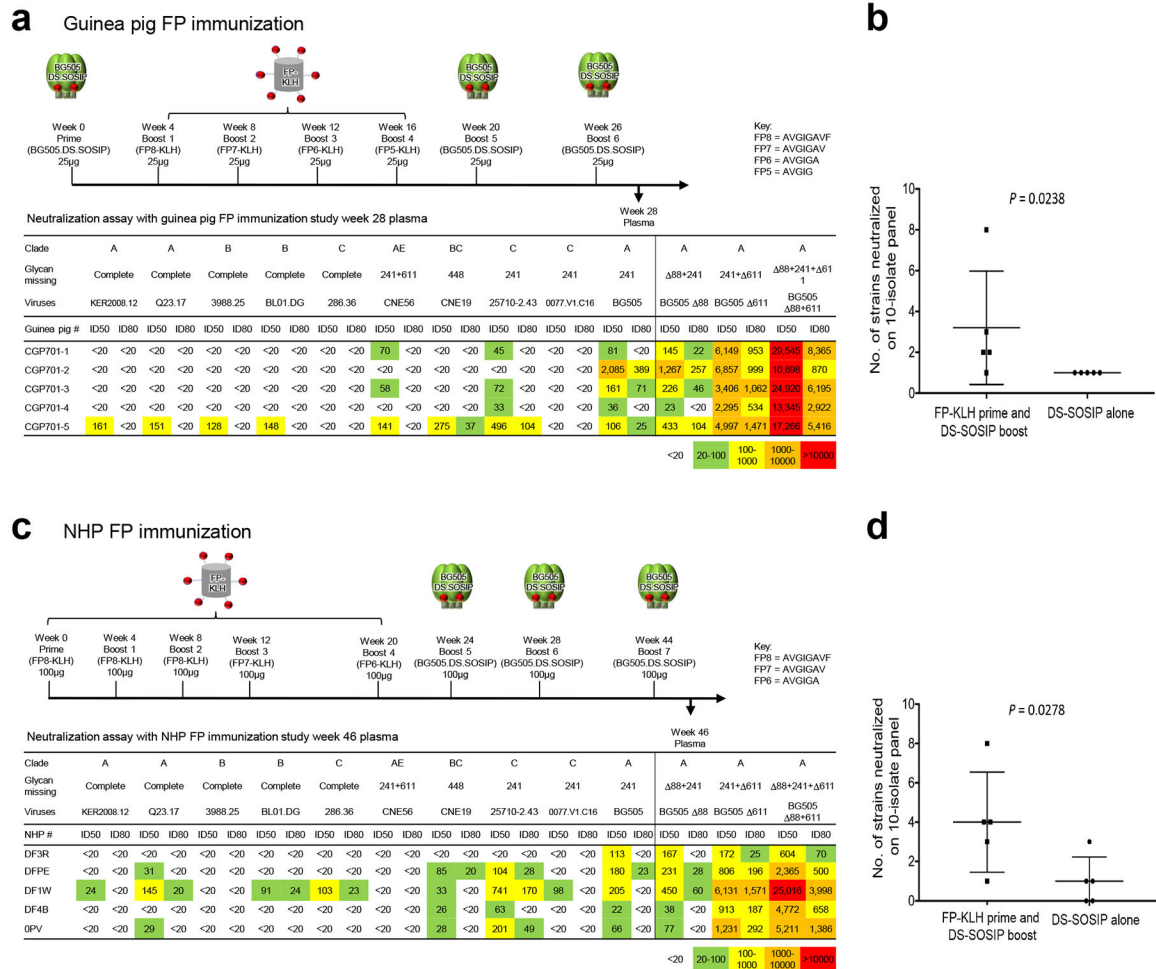 a Guinea pig FP immunization
BG505 DS.SOSIP
FP-KLH
BG505 DS.SOSIP
BG505 DS.SOSIP
Week 0 Prime (BG505.DS.SOSIP) 25µg
Week 4 Boost 1 (FP8-KLH) 25µg
Week 8 Boost 2 (FP7-KLH) 25µg
Week 12 Boost 3 (FP6-KLH) 25µg
Week 16 Boost 4 (FP5-KLH) 25µg
Week 20 Boost 5 (BG505.DS.SOSIP) 25µg
Week 26 Boost 6 (BG505.DS.SOSIP) 25µg
Key:
FP8 = AVGIGAVF
FP7 = AVGIGAV
FP6 = AVGIGA
FP5 = AVGIG
Week 28 Plasma
Neutralization assay with guinea pig FP immunization study week 28 plasma
Clade A A B B C AE BC C C A A A A
Glycan missing Complete Complete Complete Complete Complete 241+611 448 241 241 241 Δ88+241 241+Δ611 Δ88+241+Δ611
Viruses KER2008.12 Q23.17 3988.25 BL01.DG 286.36 CNE56 CNE19 25710-2.43 0077.V1.C16 BG505 BG505 Δ88 BG505 Δ611 BG505 Δ88+611
Guinea pig # ID50 ID80 ID50 ID80 ID50 ID80 ID50 ID80 ID50 ID80 ID50 ID80 ID50 ID80 ID50 ID80 ID50 ID80 ID50 ID80 ID50 ID80 ID50 ID80 ID50 ID80
CGP701-1 <20 <20 <20 <20 <20 <20 <20 <20 <20 <20 70 <20 <20 <20 45 <20 <20 <20 81 <20 145 22 6,149 953 29,545 8,365
CGP701-2 <20 <20 <20 <20 <20 <20 <20 <20 <20 <20 <20 <20 <20 <20 <20 <20 <20 <20 2,085 389 1,267 257 6,857 999 10,698 870
CGP701-3 <20 <20 <20 <20 <20 <20 <20 <20 <20 <20 58 <20 <20 <20 72 <20 <20 <20 161 71 226 46 3,406 1,062 24,920 6,195
CGP701-4 <20 <20 <20 <20 <20 <20 <20 <20 <20 <20 <20 <20 <20 <20 33 <20 <20 <20 36 <20 23 <20 2,295 534 13,345 2,922
CGP701-5 161 <20 151 <20 128 <20 148 <20 <20 <20 141 <20 275 37 496 104 <20 <20 106 25 433 104 4,997 1,471 17,266 5,416
<20 20-100 100-1000 1000-10000 >10000
b
No. of strains neutralized on 10-isolate panel
10
8
6
4
2
0
P = 0.0238
FP-KLH prime and DS-SOSIP boost
DS-SOSIP alone
c NHP FP immunization
FP-KLH
BG505 DS.SOSIP
BG505 DS.SOSIP
BG505 DS.SOSIP
Week 0 Prime (FP8-KLH) 100µg
Week 4 Boost 1 (FP8-KLH) 100µg
Week 8 Boost 2 (FP8-KLH) 100µg
Week 12 Boost 3 (FP7-KLH) 100µg
Week 20 Boost 4 (FP6-KLH) 100µg
Week 24 Boost 5 (BG505.DS.SOSIP) 100µg
Week 28 Boost 6 (BG505.DS.SOSIP) 100µg
Week 44 Boost 7 (BG505.DS.SOSIP) 100µg
Key:
FP8 = AVGIGAVF
FP7 = AVGIGAV
FP6 = AVGIGA
Week 46 Plasma
Neutralization assay with NHP FP immunization study week 46 plasma
Clade A A B B C AE BC C C A A A A
Glycan missing Complete Complete Complete Complete Complete 241+611 448 241 241 241 Δ88+241 241+Δ611 Δ88+241+Δ611
Viruses KER2008.12 Q23.17 3988.25 BL01.DG 286.36 CNE56 CNE19 25710-2.43 0077.V1.C16 BG505 BG505 Δ88 BG505 Δ611 BG505 Δ88+611
NHP # ID50 ID80 ID50 ID80 ID50 ID80 ID50 ID80 ID50 ID80 ID50 ID80 ID50 ID80 ID50 ID80 ID50 ID80 ID50 ID80 ID50 ID80 ID50 ID80 ID50 ID80
DF3R <20 <20 <20 <20 <20 <20 <20 <20 <20 <20 <20 <20 <20 <20 <20 <20 <20 <20 113 <20 167 <20 172 25 604 70
DFPE <20 <20 31 <20 <20 <20 <20 <20 <20 <20 <20 <20 85 20 104 28 <20 <20 180 23 231 28 806 196 2,365 500
DF1W 24 <20 145 20 <20 <20 91 24 103 23 <20 <20 33 <20 741 170 98 <20 205 <20 450 60 6,131 1,571 25,016 3,998
DF4B <20 <20 <20 <20 <20 <20 <20 <20 <20 <20 <20 <20 26 <20 63 <20 <20 <20 22 <20 38 <20 913 187 4,772 658
0PV <20 <20 29 <20 <20 <20 <20 <20 <20 <20 <20 <20 28 <20 201 49 <20 <20 66 <20 77 <20 1,231 292 5,211 1,386
<20 20-100 100-1000 1000-10000 >10000
d
No. of strains neutralized on 10-isolate panel
10
8
6
4
2
0
P = 0.0278
FP-KLH prime and DS-SOSIP boost
DS-SOSIP alone